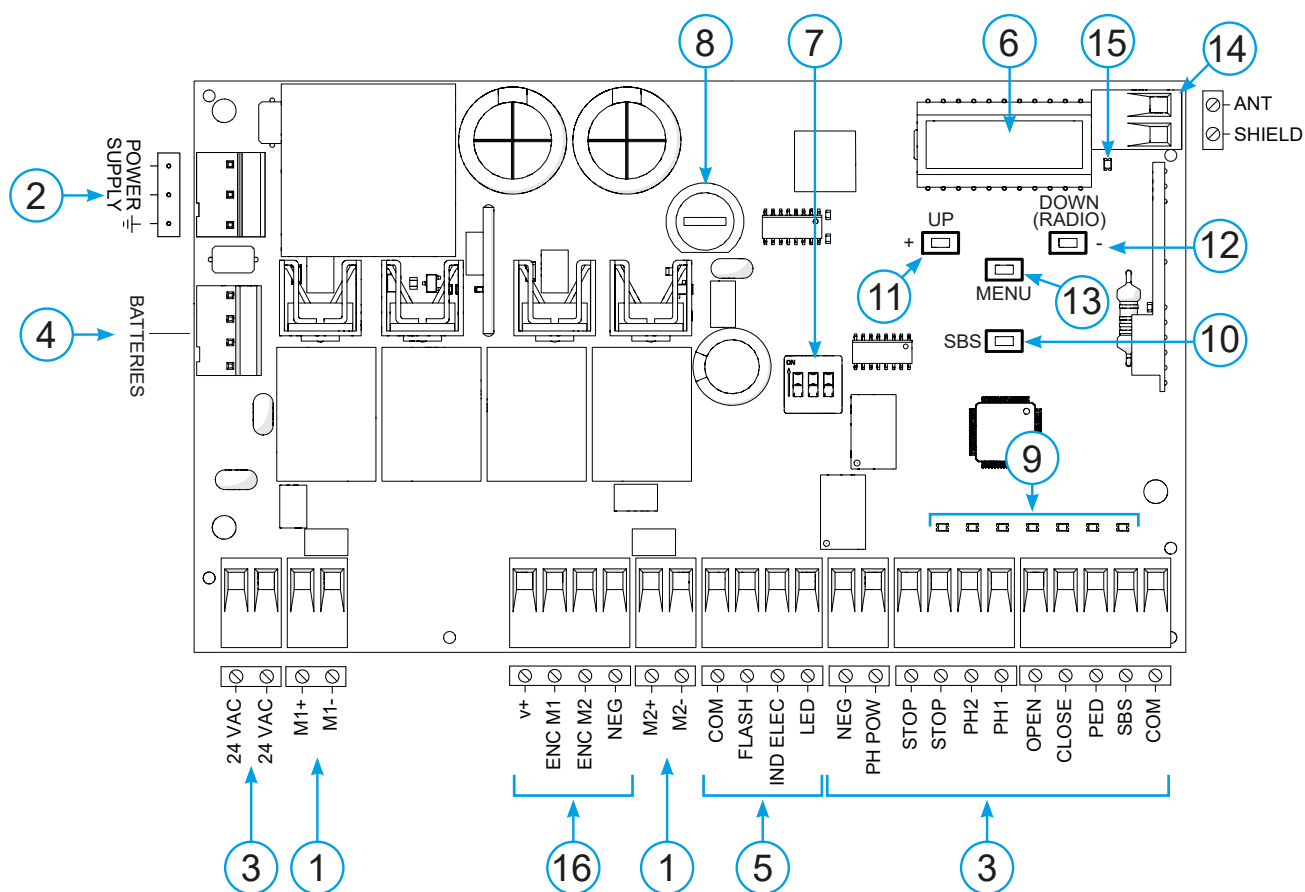 8
7
6
15
14
ANT
SHIELD
2
POWER
SUPPLY
UP
+
DOWN
(RADIO)
-
12
11
MENU
13
4
BATTERIES
ON
SBS
10
9
24 VAC
24 VAC
M1+
M1-
v+
ENC M1
ENC M2
NEG
M2+
M2-
COM
FLASH
IND ELEC
LED
NEG
PH POW
STOP
STOP
PH2
PH1
OPEN
CLOSE
PED
SBS
COM
3
1
16
1
5
3